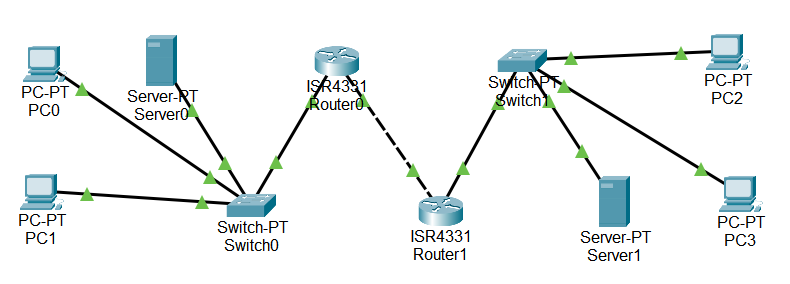 PC-PT
PC0
Server-PT
Server0
ISR4331
Router0
Switch-PT
Switch1
PC-PT
PC2
PC-PT
PC1
Switch-PT
Switch0
ISR4331
Router1
Server-PT
Server1
PC-PT
PC3